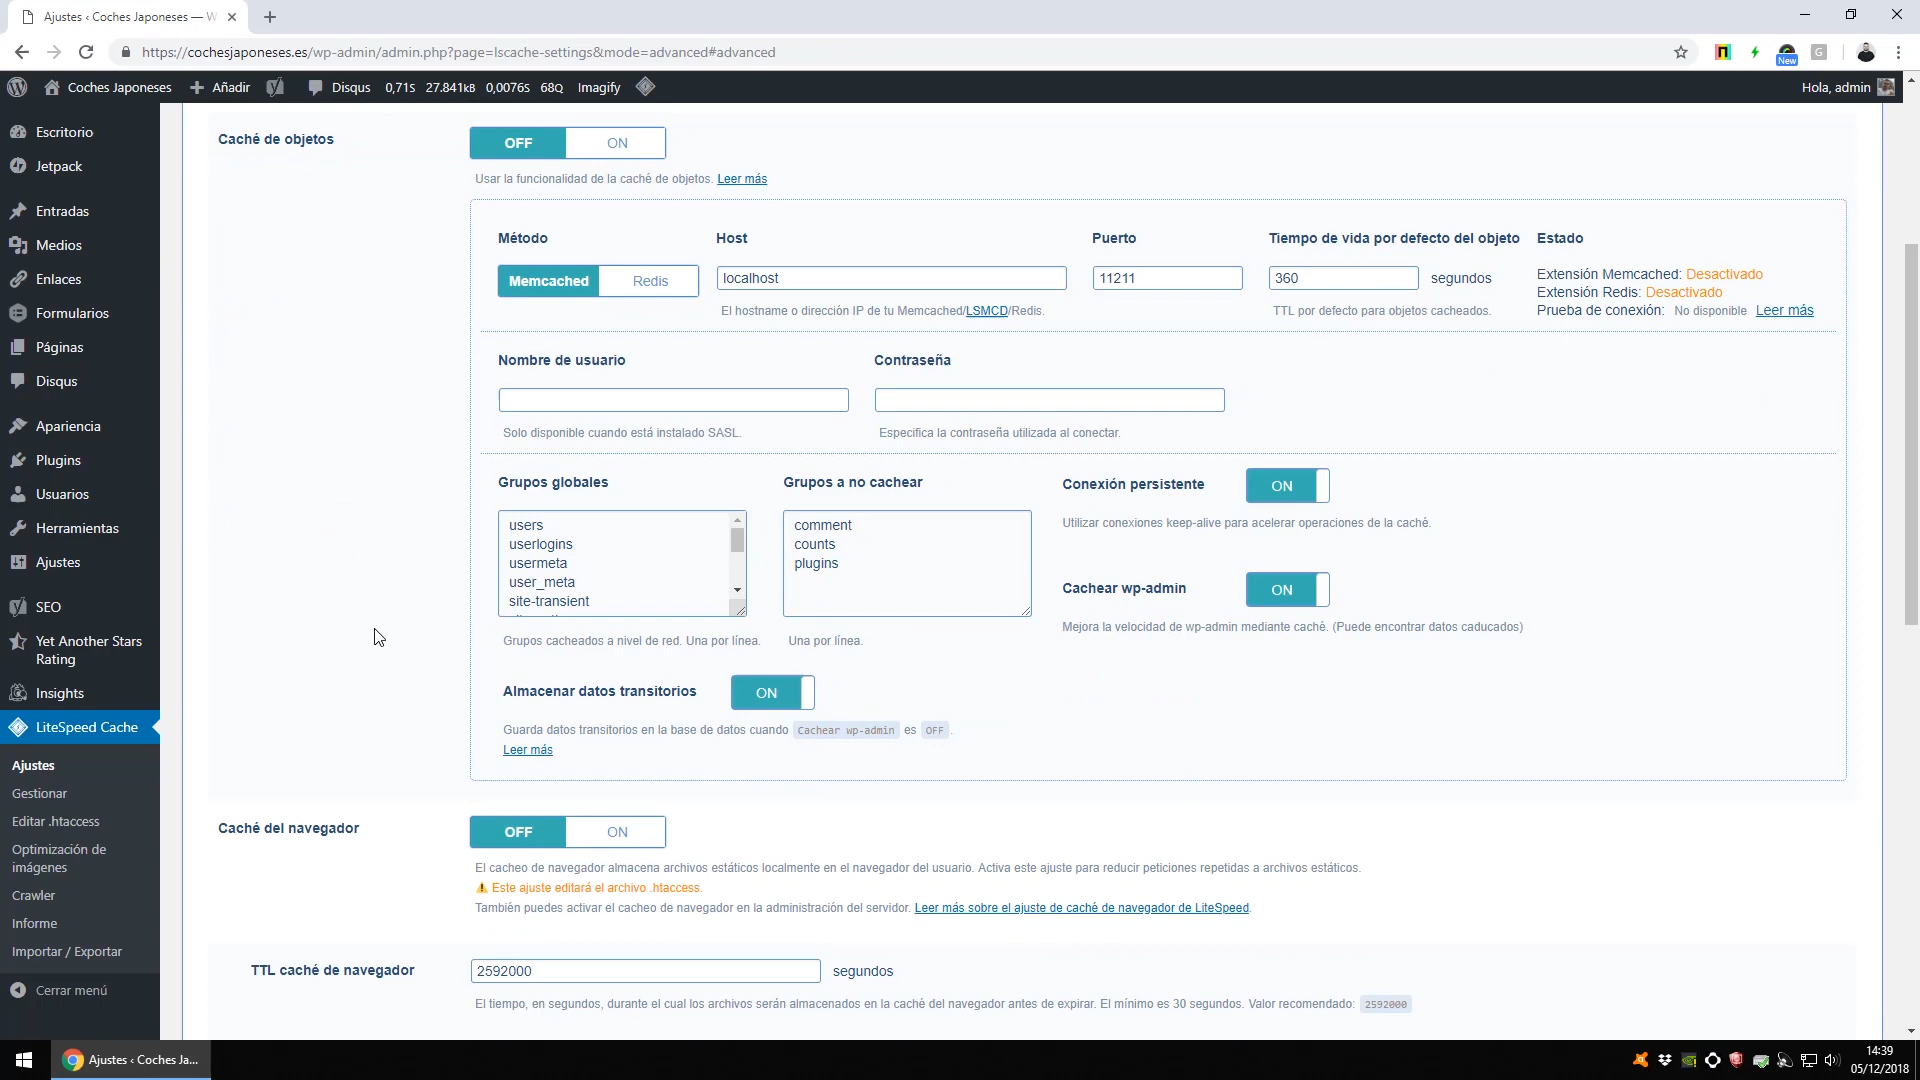 Ajustes ‹ Coches Japoneses — W
https://cochesjaponeses.es/wp-admin/admin.php?page=lscache-settings&mode=advanced#advanced
New
G
Coches Japoneses
Añadir
Disqus
0,71S 27.841kB 0,0076S 68Q
Imagify
Hola, admin
Escritorio
Jetpack
Entradas
Medios
Enlaces
Formularios
Páginas
Disqus
Apariencia
Plugins
Usuarios
Herramientas
Ajustes
SEO
Yet Another Stars
Rating
Insights
LiteSpeed Cache
Ajustes
Gestionar
Editar .htaccess
Optimización de
imágenes
Crawler
Informe
Importar / Exportar
Cerrar menú
Caché de objetos
OFF ON
Usar la funcionalidad de la caché de objetos. Leer más
Método Host Puerto Tiempo de vida por defecto del objeto Estado
Memcached Redis localhost 11211 360 segundos
Extensión Memcached: Desactivado
Extensión Redis: Desactivado
Prueba de conexión: No disponible Leer más
El hostname o dirección IP de tu Memcached/LSMCD/Redis.
TTL por defecto para objetos cacheados.
Nombre de usuario Contraseña
Solo disponible cuando está instalado SASL.
Especifica la contraseña utilizada al conectar.
Grupos globales
users
userlogins
usermeta
user_meta
site-transient
Grupos cacheados a nivel de red. Una por línea.
Grupos a no cachear
comment
counts
plugins
Una por línea.
Conexión persistente ON
Utilizar conexiones keep-alive para acelerar operaciones de la caché.
Cachear wp-admin ON
Mejora la velocidad de wp-admin mediante caché. (Puede encontrar datos caducados)
Almacenar datos transitorios ON
Guarda datos transitorios en la base de datos cuando Cachear wp-admin es OFF .
Leer más
Caché del navegador
OFF ON
El cacheo de navegador almacena archivos estáticos localmente en el navegador del usuario. Activa este ajuste para reducir peticiones repetidas a archivos estáticos.
Este ajuste editará el archivo .htaccess.
También puedes activar el cacheo de navegador en la administración del servidor. Leer más sobre el ajuste de caché de navegador de LiteSpeed.
TTL caché de navegador 2592000 segundos
El tiempo, en segundos, durante el cual los archivos serán almacenados en la caché del navegador antes de expirar. El mínimo es 30 segundos. Valor recomendado: 2592000
Ajustes ‹ Coches Ja...
14:39
05/12/2018